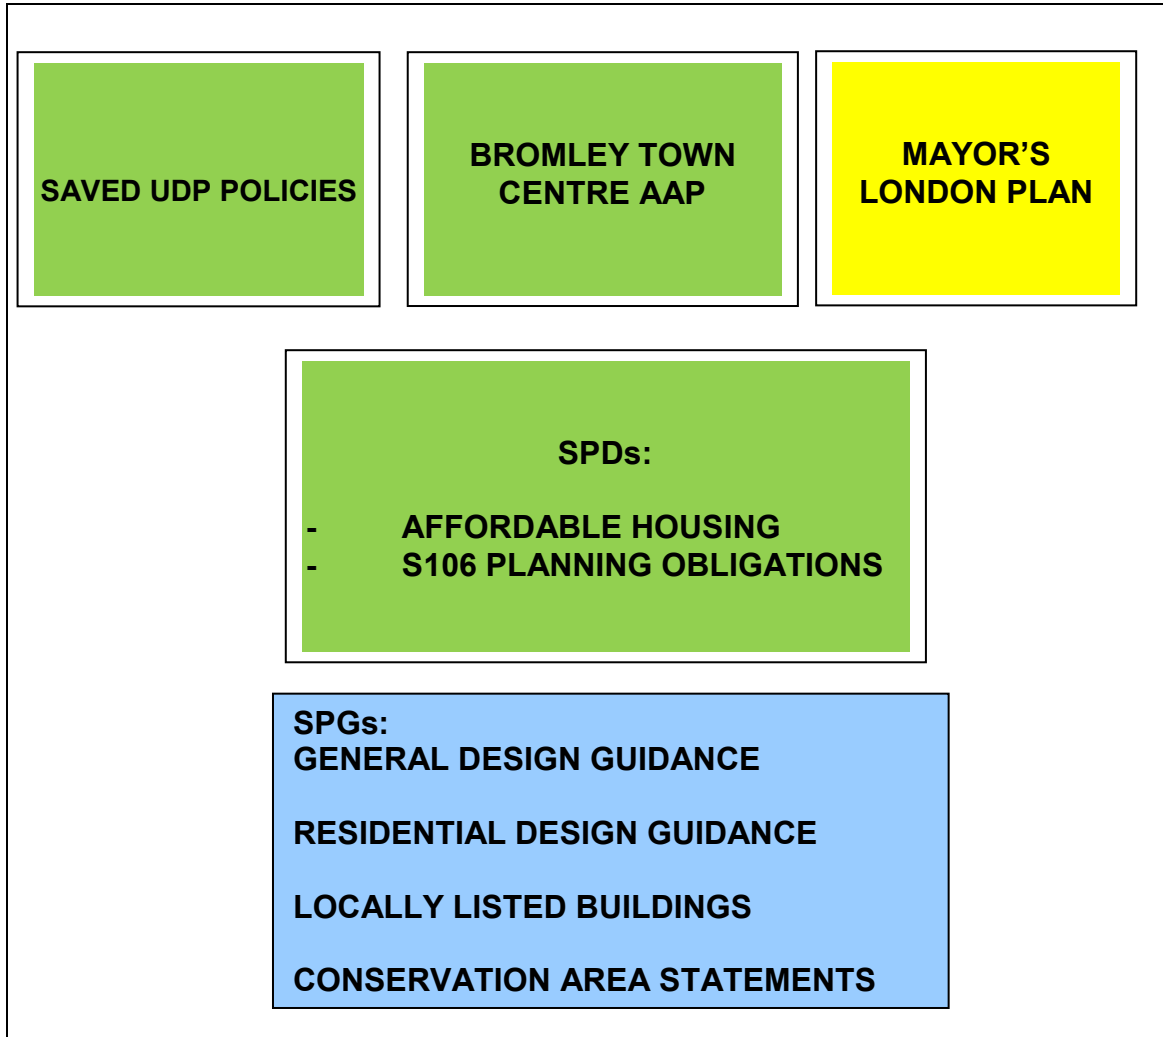 SAVED UDP POLICIES
BROMLEY TOWN
CENTRE AAP
MAYOR’S
LONDON PLAN
SPDs:
- AFFORDABLE HOUSING
- S106 PLANNING OBLIGATIONS
SPGs:
GENERAL DESIGN GUIDANCE
RESIDENTIAL DESIGN GUIDANCE
LOCALLY LISTED BUILDINGS
CONSERVATION AREA STATEMENTS